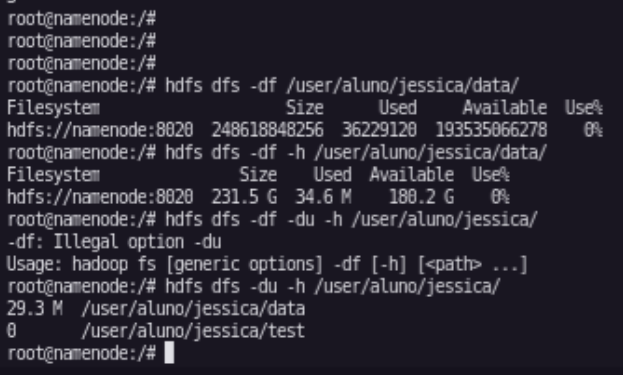 root@namenode:/#
root@namenode:/#
root@namenode:/#
root@namenode:/# hdfs dfs -df /user/aluno/jessica/data/
Filesystem                    Size      Used     Available  Use%
hdfs://namenode:8020  248618848256  36229120  193535066278    0%
root@namenode:/# hdfs dfs -df -h /user/aluno/jessica/data/
Filesystem               Size    Used  Available  Use%
hdfs://namenode:8020  231.5 G  34.6 M    180.2 G    0%
root@namenode:/# hdfs dfs -df -du -h /user/aluno/jessica/
-df: Illegal option -du
Usage: hadoop fs [generic options] -df [-h] [<path> ...]
root@namenode:/# hdfs dfs -du -h /user/aluno/jessica/
29.3 M  /user/aluno/jessica/data
0       /user/aluno/jessica/test
root@namenode:/#